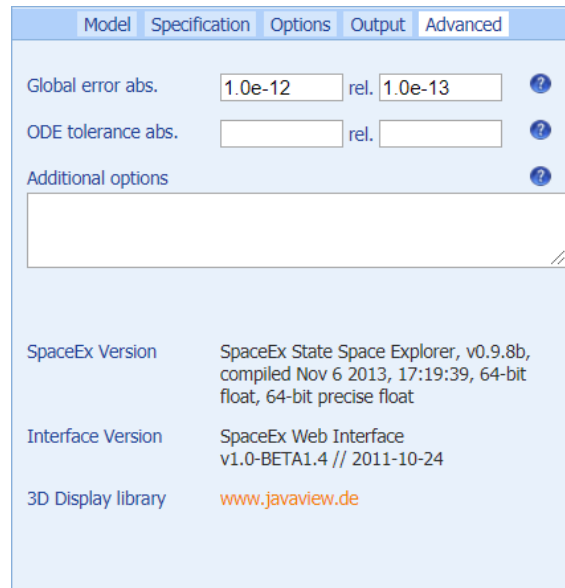 Model Specification Options Output Advanced
Global error abs. 1.0e-12 rel. 1.0e-13 ?
ODE tolerance abs. rel. ?
Additional options ?
SpaceEx Version SpaceEx State Space Explorer, v0.9.8b,
compiled Nov 6 2013, 17:19:39, 64-bit
float, 64-bit precise float
Interface Version SpaceEx Web Interface
v1.0-BETA1.4 // 2011-10-24
3D Display library www.javaview.de